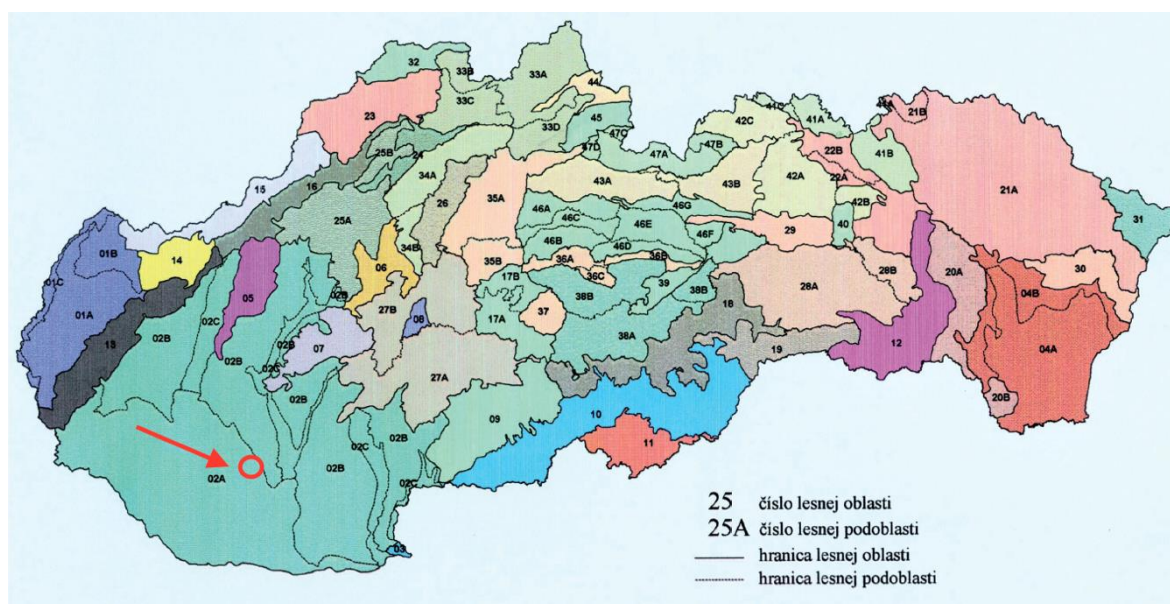 32
33B
33A
44
23
33C
45
33D
47C
47D
47A
47B
42C
41C
41A
21B
22B
41B
22A
25B
24
16
15
34A
26
35A
43A
43B
42A
42B
21A
31
25A
46A
46C
46G
46E
46F
29
40
01B
14
01C
01A
13
05
02C
02B
02B
06
34B
35B
46B
46D
36A
36B
36C
17B
39
38B
38B
28B
28A
20A
30
04B
04A
02B
27B
08
17A
37
38A
18
19
12
20B
07
02B
02C
02B
27A
09
10
11
02A
02B
02C
02B
02C
03
25 číslo lesnej oblasti
25A číslo lesnej podoblasti
hranica lesnej oblasti
hranica lesnej podoblasti